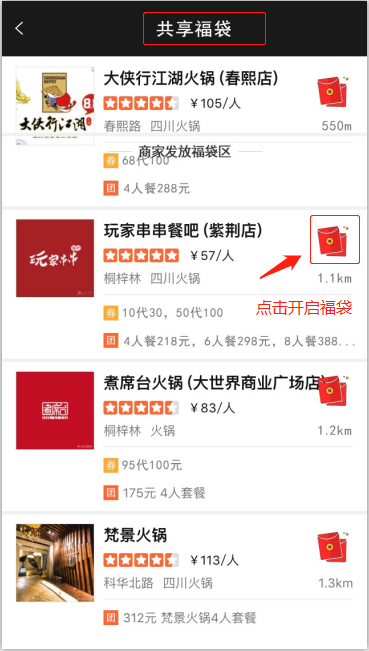 共享福袋
大侠行江湖火锅(春熙店)
￥105/人
春熙路 四川火锅 550m
大侠行江湖
商家发放福袋区
券 68代100
团 4人餐288元
玩家串串餐吧(紫荆店)
￥57/人
玩家串串
桐梓林 四川火锅 1.1km
点击开启福袋
券 10代30，50代100
团 4人餐218元，6人餐298元，8人餐388...
煮席台火锅(大世界商业广场店)
￥83/人
桐梓林 火锅 1.2km
券 95代100元
团 175元 4人套餐
梵景火锅
￥113/人
科华北路 四川火锅 1.3km
团 312元 梵景火锅4人套餐